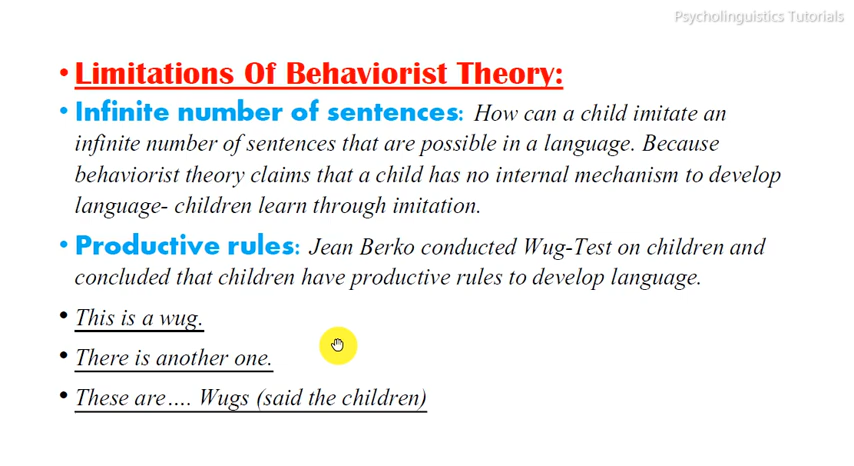 Psycholinguistics Tutorials
• Limitations Of Behaviorist Theory:
• Infinite number of sentences: How can a child imitate an
infinite number of sentences that are possible in a language. Because
behaviorist theory claims that a child has no internal mechanism to develop
language- children learn through imitation.
• Productive rules: Jean Berko conducted Wug-Test on children and
concluded that children have productive rules to develop language.
• This is a wug.
• There is another one.
• These are.... Wugs (said the children)